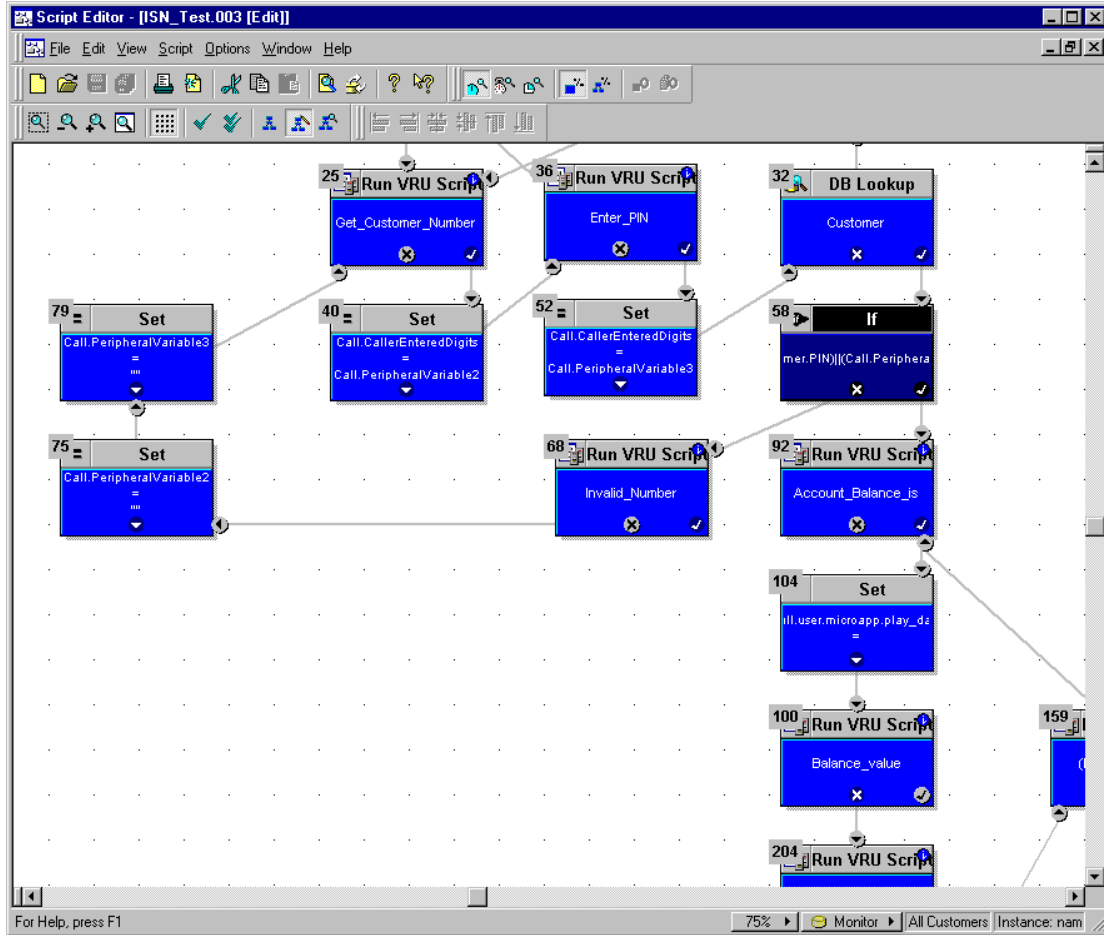 Script Editor - [ISN_Test.003 [Edit]]
File Edit View Script Options Window Help
25 Run VRU Script
Get_Customer_Number
36 Run VRU Script
Enter_PIN
32 DB Lookup
Customer
79 = Set
Call.PeripheralVariable3
=
""
40 = Set
Call.CallerEnteredDigits
=
Call.PeripheralVariable2
52 = Set
Call.CallerEnteredDigits
=
Call.PeripheralVariable3
58 If
mer.PIN)||(Call.Periphera
75 = Set
Call.PeripheralVariable2
=
""
68 Run VRU Script
Invalid_Number
92 Run VRU Script
Account_Balance_is
104 Set
ıll.user.microapp.play_da
=
100 Run VRU Script
Balance_value
159
204 Run VRU Script
For Help, press F1
75% Monitor All Customers Instance: nam